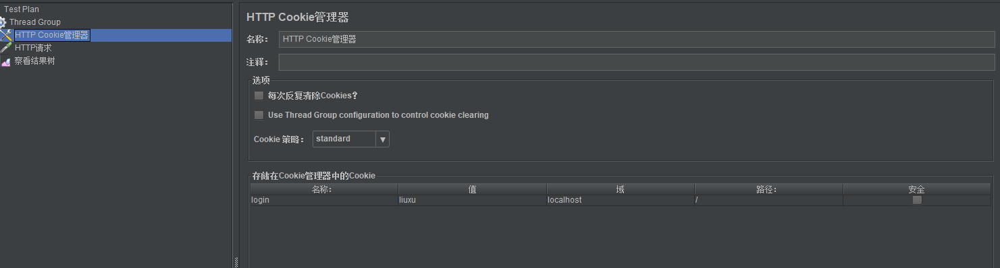 Test Plan
Thread Group
HTTP Cookie管理器
HTTP请求
察看结果树
HTTP Cookie管理器
名称： HTTP Cookie管理器
注释：
选项
每次反复清除Cookies?
Use Thread Group configuration to control cookie clearing
Cookie 策略： standard
存储在Cookie管理器中的Cookie
名称： 值 域 路径： 安全
login liuxu localhost /